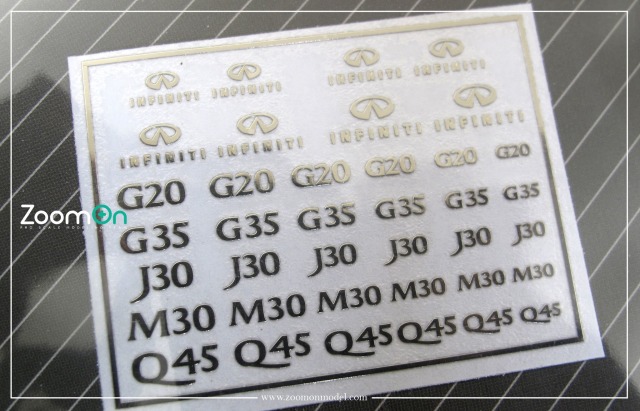 INFINITI INFINITI INFINITI INFINITI
INFINITI INFINITI INFINITI INFINITI
G20 G20 G20 G20 G20 G20
G35 G35 G35 G35 G35 G35
J30 J30 J30 J30 J30 J30
M30 M30 M30 M30 M30 M30
Q45 Q45 Q45 Q45 Q45 Q45
ZoomOn
www.zoomonmodel.com